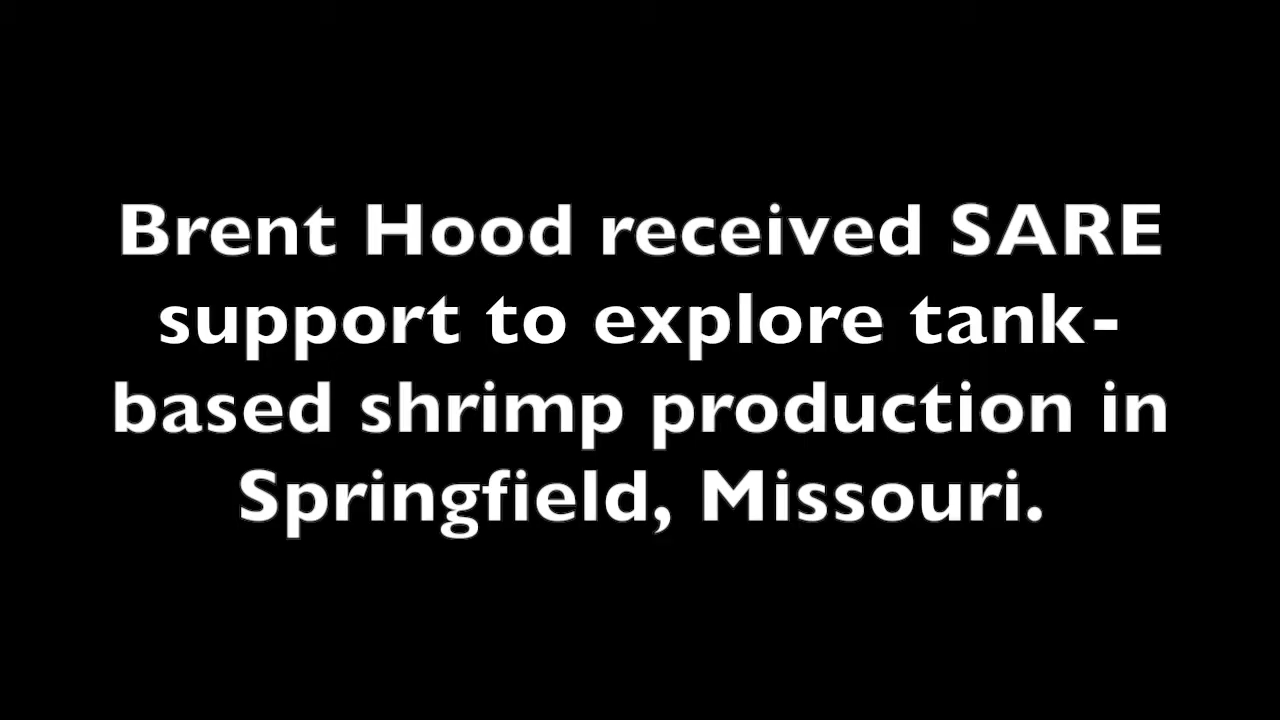 Brent Hood received SARE
support to explore tank-
based shrimp production in
Springfield, Missouri.